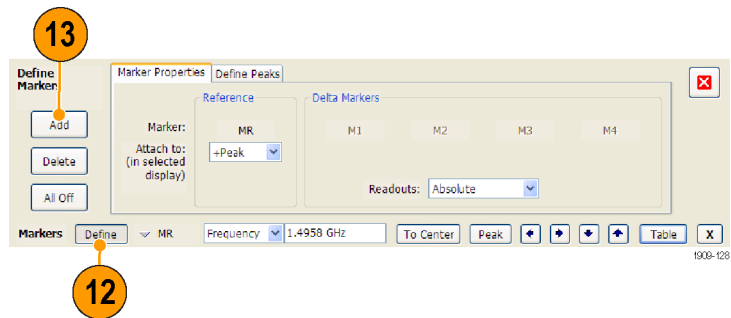 13
Define
Markers
Marker Properties
Define Peaks
Reference
Delta Markers
Add
Marker:
MR
M1
M2
M3
M4
Attach to:
(in selected
display)
+Peak
Delete
Readouts:
Absolute
All Off
Markers
Define
MR
Frequency
1.4958 GHz
To Center
Peak
Table
X
1909-128
12